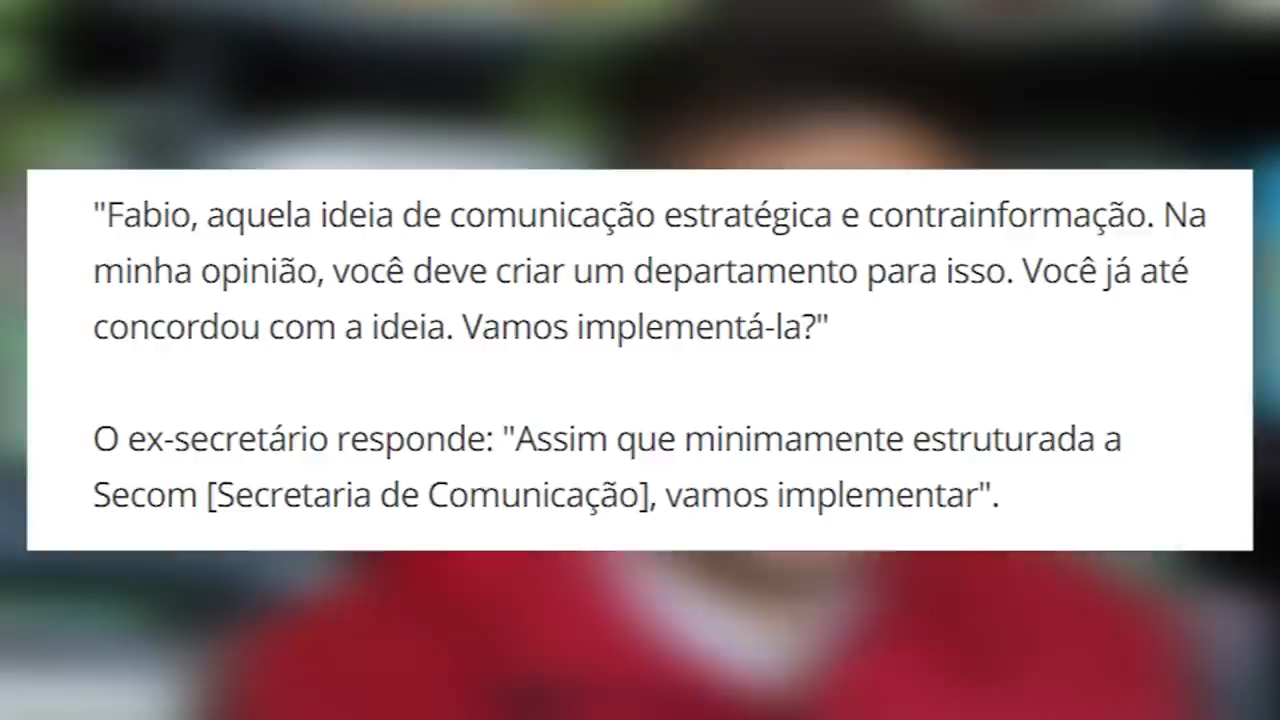 "Fabio, aquela ideia de comunicação estratégica e contrainformação. Na
minha opinião, você deve criar um departamento para isso. Você já até
concordou com a ideia. Vamos implementá-la?"
O ex-secretário responde: "Assim que minimamente estruturada a
Secom [Secretaria de Comunicação], vamos implementar".